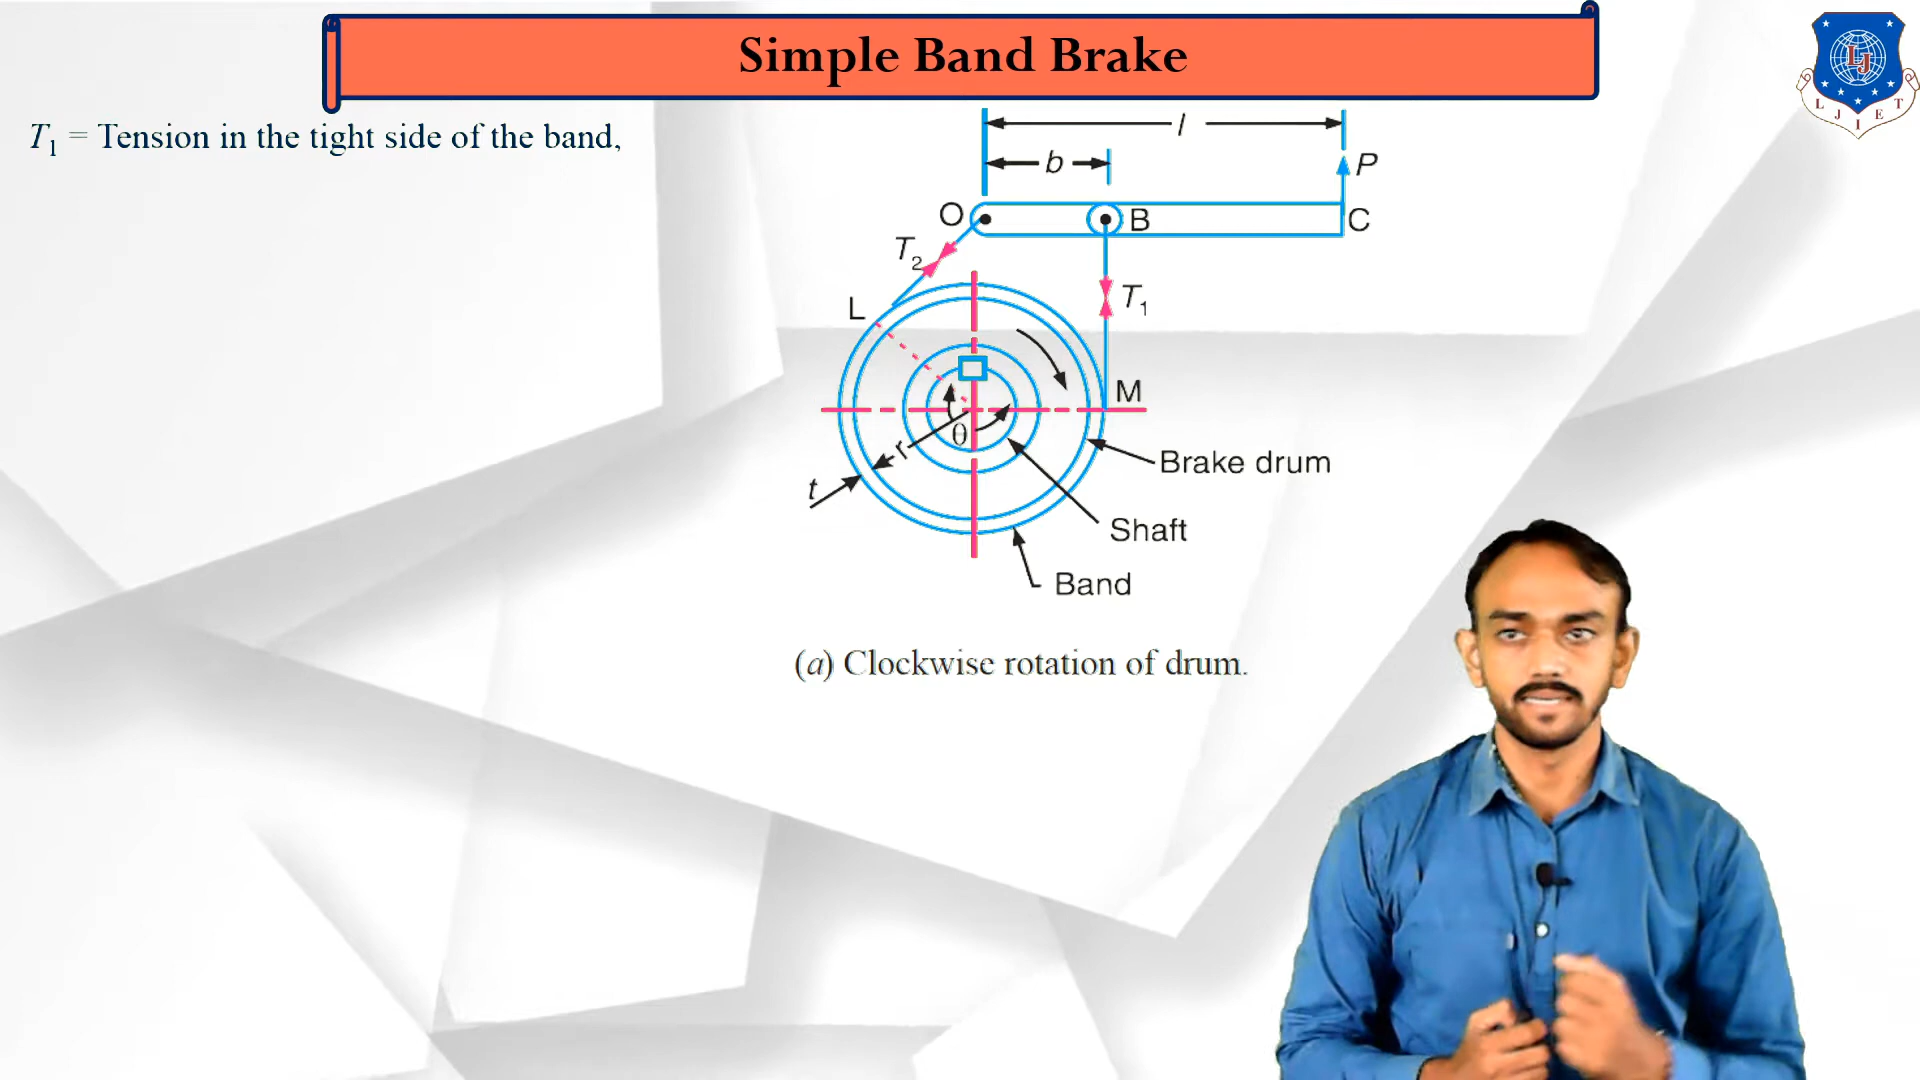 Simple Band Brake
L J I E T
LJ
T1 = Tension in the tight side of the band,
l
b
P
O
B
C
T2
T1
L
M
θ
r
t
Brake drum
Shaft
Band
(a) Clockwise rotation of drum.